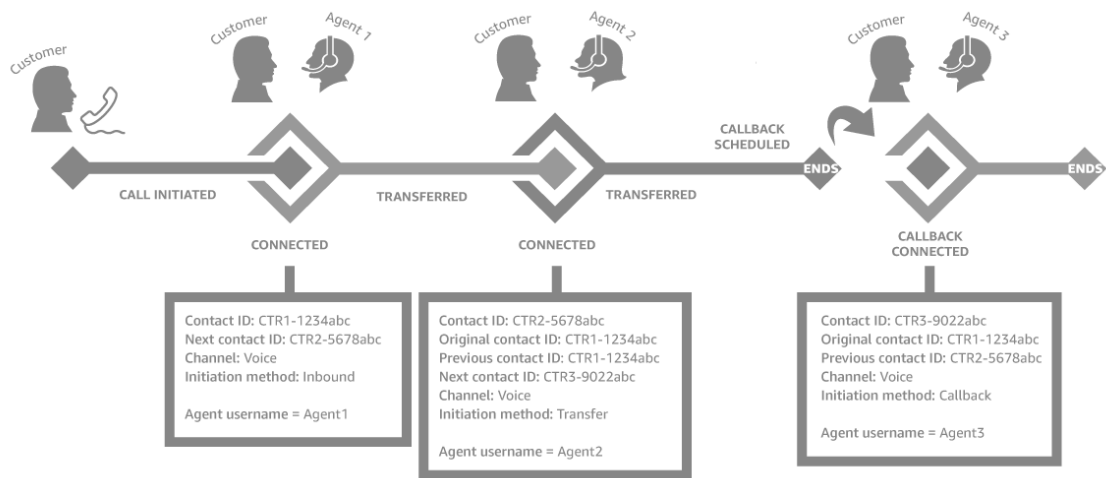 Customer
Customer
Agent 1
Customer
Agent 2
Customer
Agent 3
CALL INITIATED
TRANSFERRED
TRANSFERRED
CALLBACK
SCHEDULED
ENDS
ENDS
CONNECTED
CONNECTED
CALLBACK
CONNECTED
Contact ID: CTR1-1234abc
Next contact ID: CTR2-5678abc
Channel: Voice
Initiation method: Inbound
Agent username = Agent1
Contact ID: CTR2-5678abc
Original contact ID: CTR1-1234abc
Previous contact ID: CTR1-1234abc
Next contact ID: CTR3-9022abc
Channel: Voice
Initiation method: Transfer
Agent username = Agent2
Contact ID: CTR3-9022abc
Original contact ID: CTR1-1234abc
Previous contact ID: CTR2-5678abc
Channel: Voice
Initiation method: Callback
Agent username = Agent3